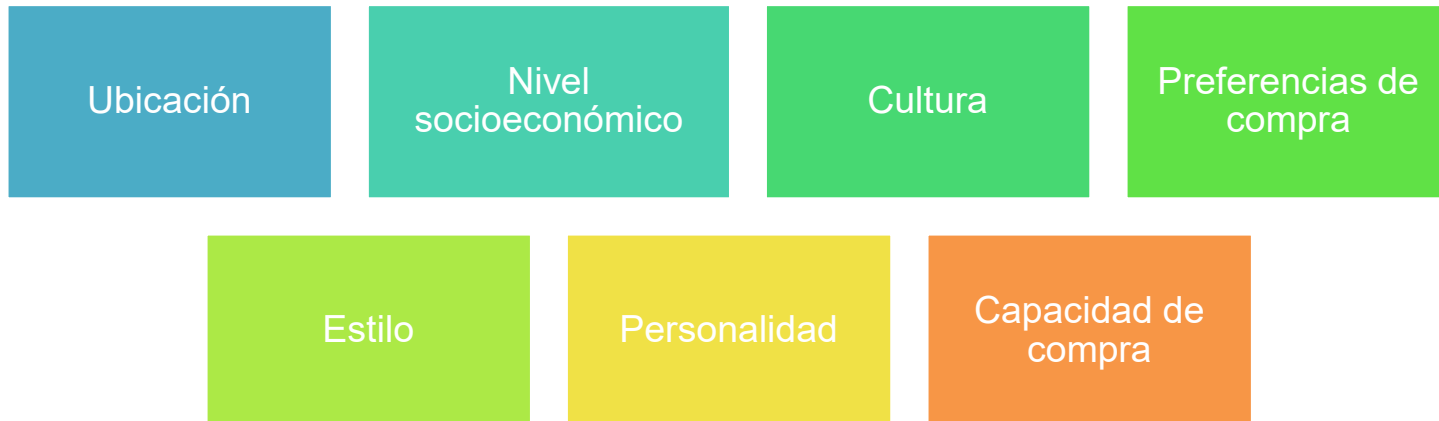 Ubicación
Nivel
socioeconómico
Cultura
Preferencias de
compra
Estilo
Personalidad
Capacidad de
compra